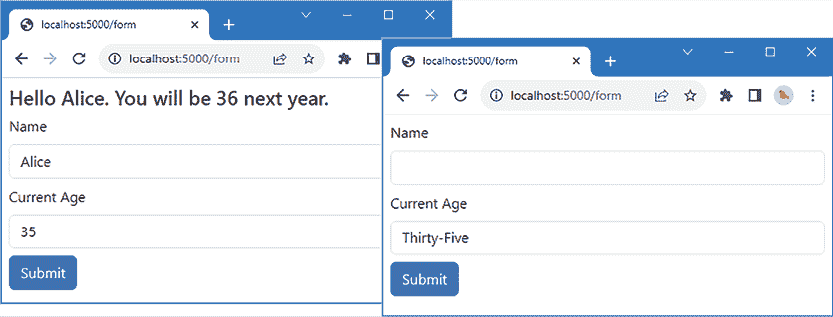 localhost:5000/form
localhost:5000/form
Hello Alice. You will be 36 next year.
Name
Alice
Current Age
35
Submit
localhost:5000/form
localhost:5000/form
Name
Current Age
Thirty-Five
Submit